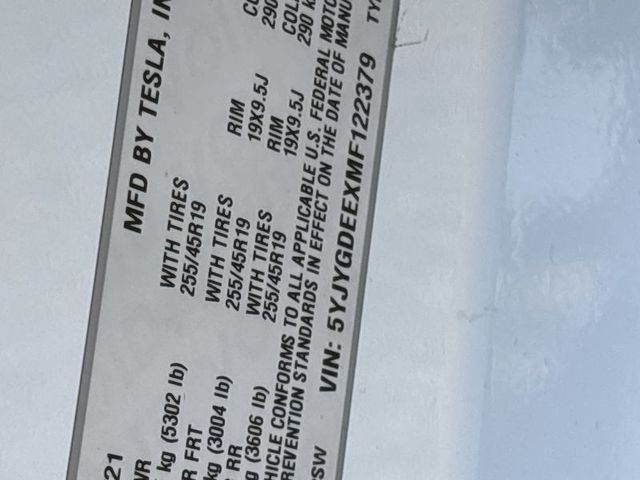 21 MFD BY TESLA, IN
WR
kg (5302 lb) WITH TIRES
R FRT 255/45R19 RIM
kg (3004 lb) WITH TIRES 19X9.5J
RR 255/45R19 RIM
(3606 lb) WITH TIRES 19X9.5J
255/45R19
290
COL
290 k
HICLE CONFORMS TO ALL APPLICABLE U.S. FEDERAL MOTO
REVENTION STANDARDS IN EFFECT ON THE DATE OF MANU
SW VIN: 5YJYGDEEXMF122379 TY